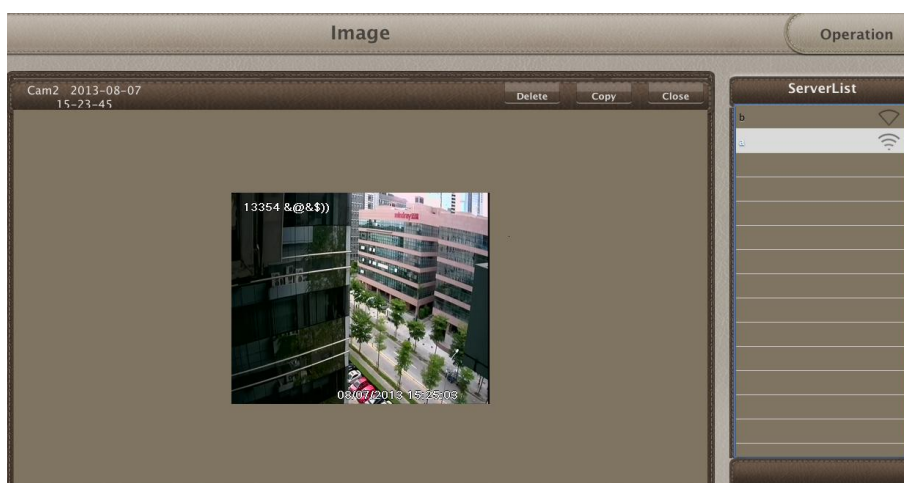 Image
Operation
Cam2 2013-08-07
15-23-45
Delete
Copy
Close
ServerList
b
a
13354 &@&$))
08/07/2013 15:25:03